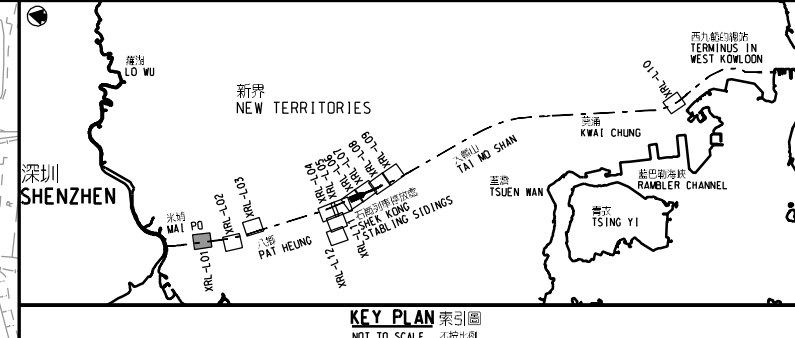 羅湖
LO WU
西九龍的總站
TERMINUS IN
WEST KOWLOON
XRL-L10
新界
NEW TERRITORIES
葵涌
KWAI CHUNG
大帽山
TAI MO SHAN
XRL-L04
XRL-L05
XRL-L06
XRL-L07
XRL-L08
XRL-L09
深圳
SHENZHEN
荃灣
TSUEN WAN
藍巴勒海峽
RAMBLER CHANNEL
米埔
MAI PO
XRL-L01
XRL-L02
XRL-L03
八鄉
PAT HEUNG
石崗列車停放處
SHEK KONG
STABLING SIDINGS
XRL-L11
XRL-L12
青衣
TSING YI
KEY PLAN 索引圖
NOT TO SCALE 不按比例